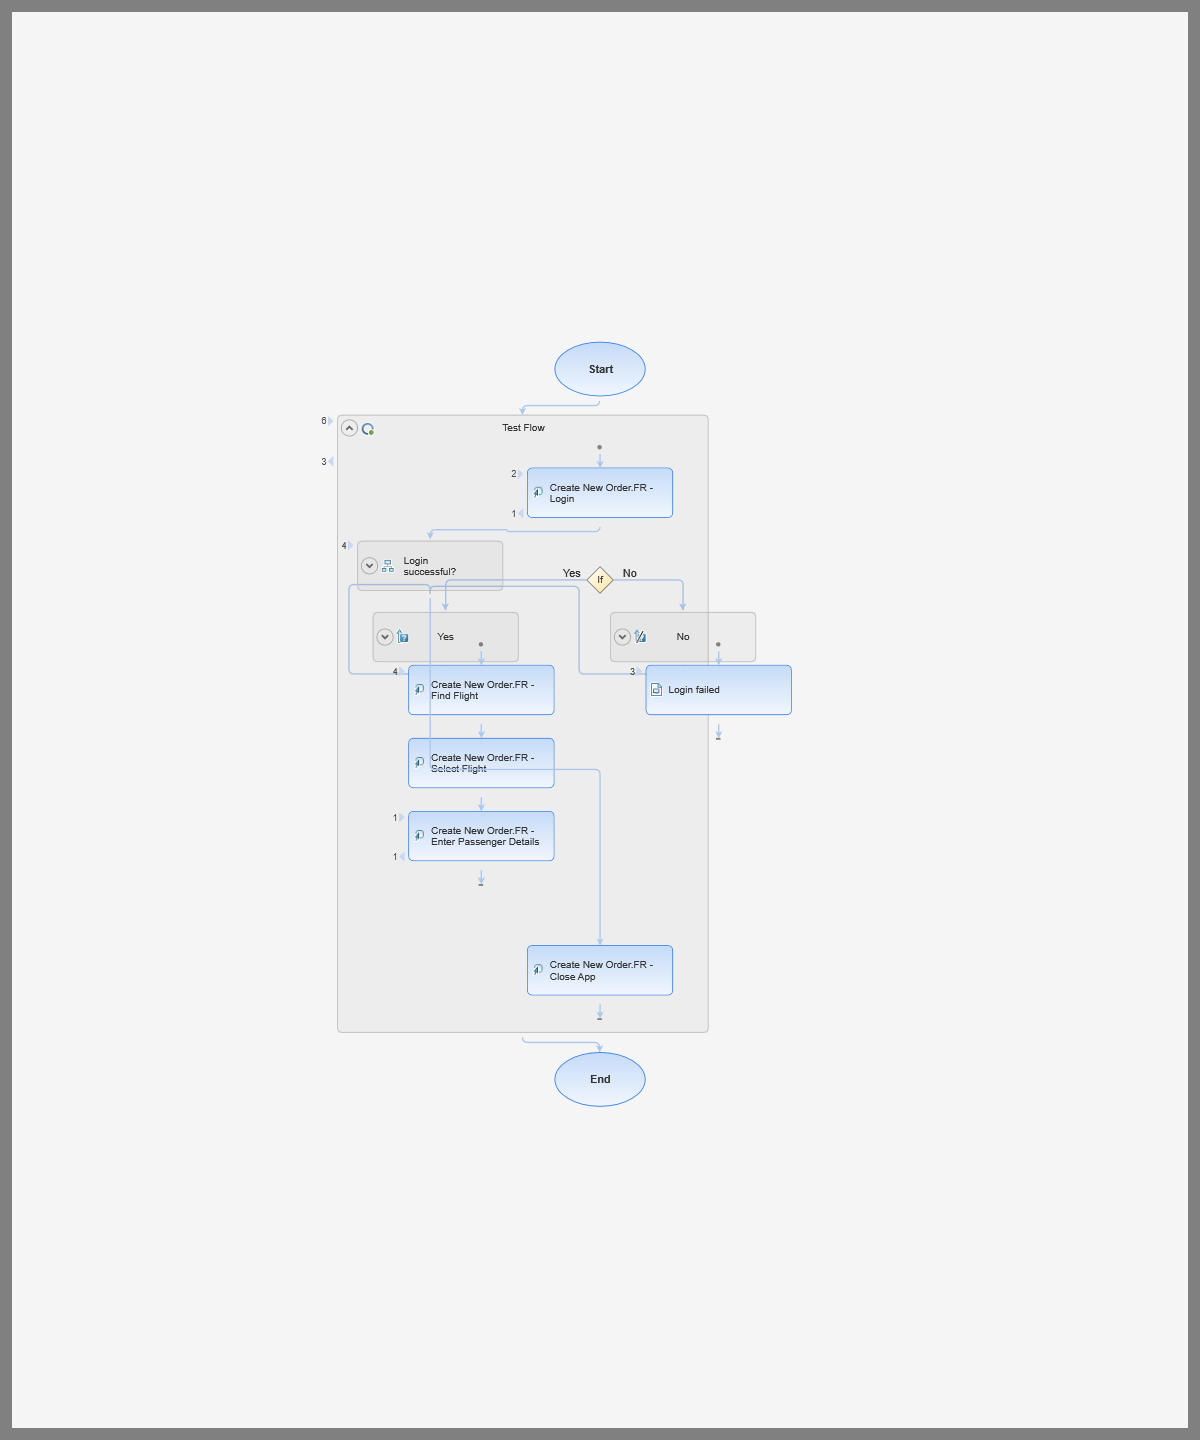 Start
6
Test Flow
3
2
Create New Order.FR -
Login
1
4
Login
successful?
Yes
If
No
Yes
No
4
Create New Order.FR -
Find Flight
3
Login failed
Create New Order.FR -
Select Flight
1
Create New Order.FR -
Enter Passenger Details
1
Create New Order.FR -
Close App
End